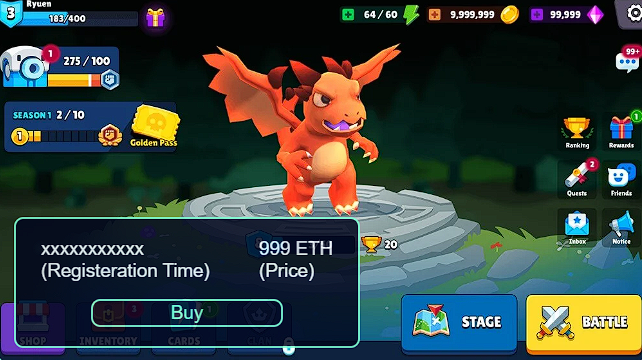 3
Ryuen
183/400
64 / 60
9,999,999
99,999
1
275 / 100
99+
SEASON 1 2 / 10
1
Golden Pass
Ranking
1
Rewards
2
Quests
Friends
Inbox
Notice
20
xxxxxxxxxxx
(Registeration Time)
999 ETH
(Price)
Buy
SHOP
INVENTORY
CARDS
STAGE
BATTLE